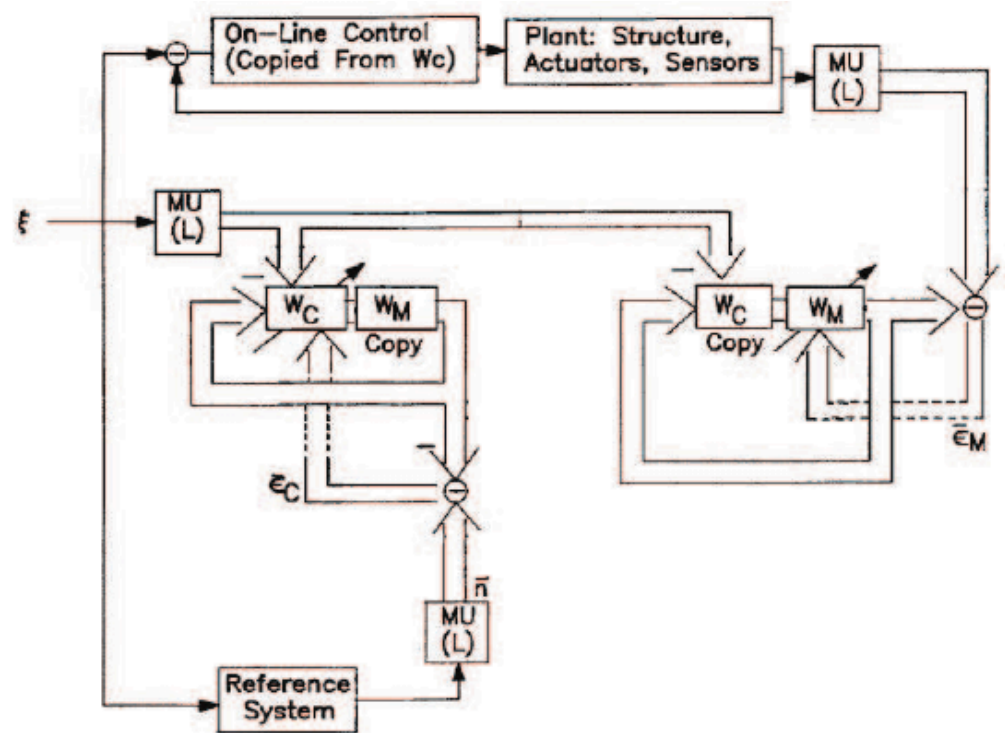 On-Line Control
(Copied From Wc)
Plant: Structure,
Actuators, Sensors
MU
(L)
ξ
MU
(L)
W_C
W_M
Copy
W_C
W_M
Copy
ε̄_M
ε̄_C
n̄
MU
(L)
Reference
System